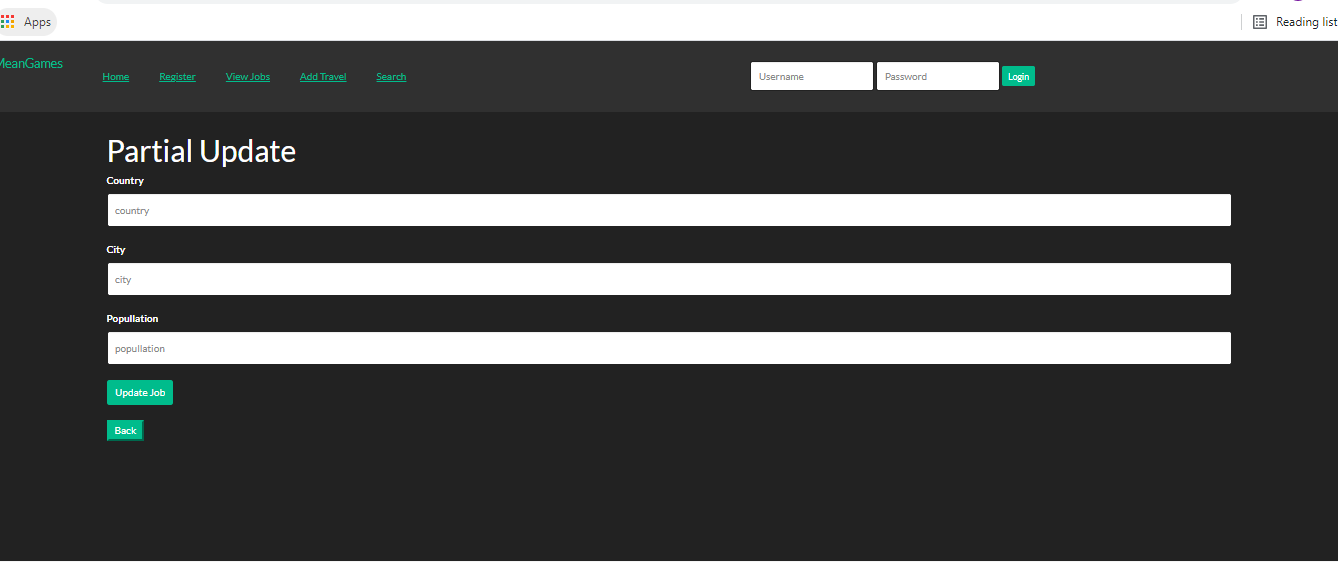 Apps
Reading list
MeanGames
Home Register View Jobs Add Travel Search
Username Password Login
Partial Update
Country
country
City
city
Popullation
popullation
Update Job
Back